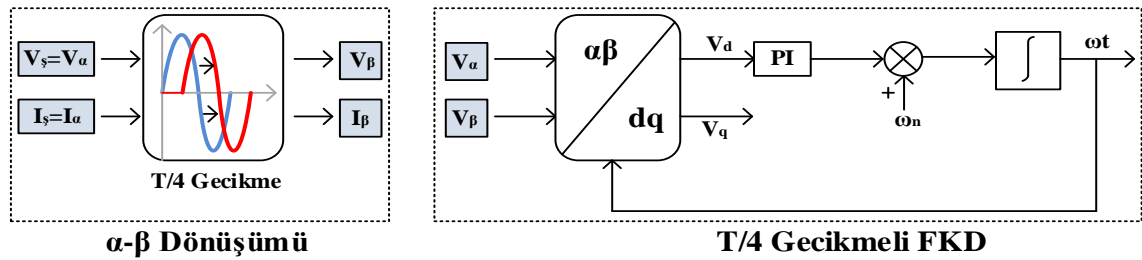 Vş=Vα
Iş=Iα
T/4 Gecikme
Vβ
Iβ
α-β Dönüşümü
Vα
Vβ
αβ
dq
Vd
Vq
PI
+
ωn
∫
ωt
T/4 Gecikmeli FKD